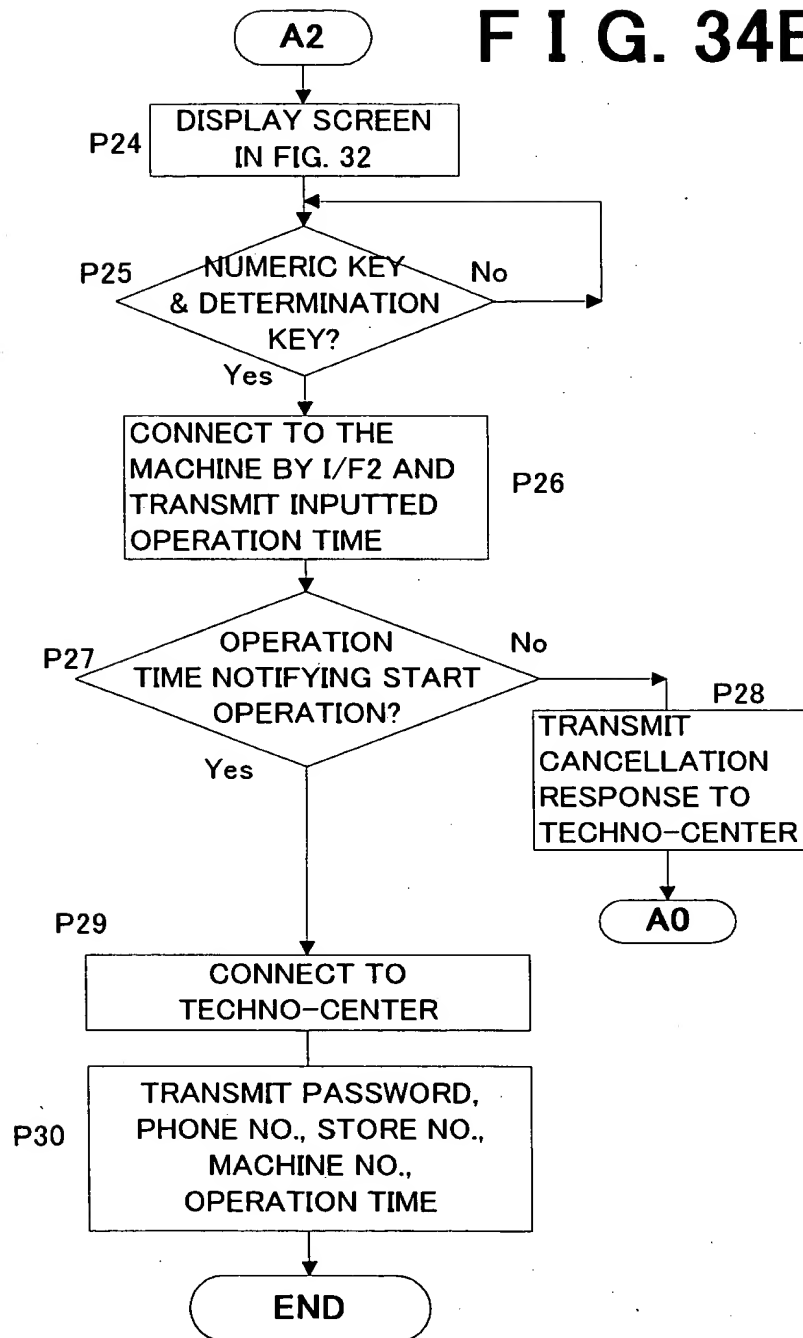 A2
F I G. 34B
P24
DISPLAY SCREEN
IN FIG. 32
P25
NUMERIC KEY
& DETERMINATION
KEY?
No
Yes
CONNECT TO THE
MACHINE BY I/F2 AND
TRANSMIT INPUTTED
OPERATION TIME
P26
P27
OPERATION
TIME NOTIFYING START
OPERATION?
No
Yes
P28
TRANSMIT
CANCELLATION
RESPONSE TO
TECHNO-CENTER
A0
P29
CONNECT TO
TECHNO-CENTER
P30
TRANSMIT PASSWORD,
PHONE NO., STORE NO.,
MACHINE NO.,
OPERATION TIME
END